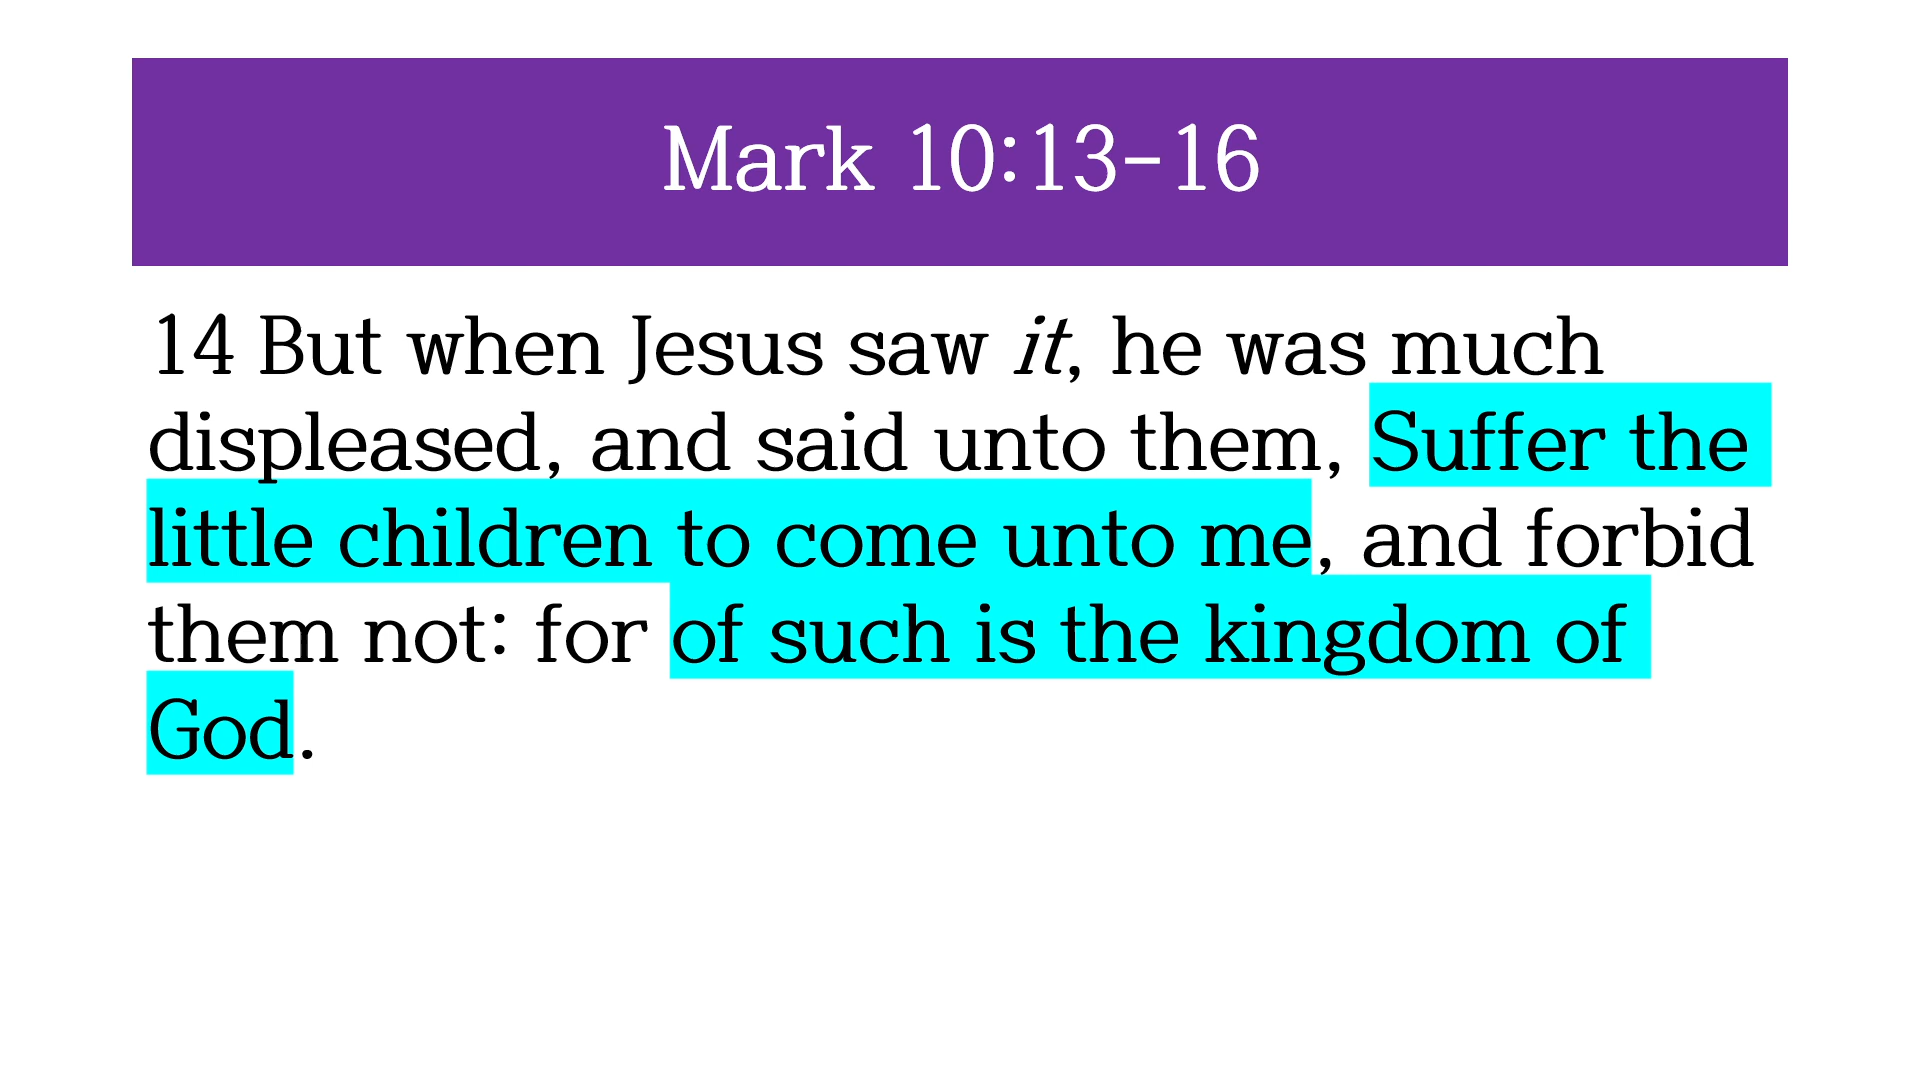 Mark 10:13-16
14 But when Jesus saw it, he was much
displeased, and said unto them, Suffer the
little children to come unto me, and forbid
them not: for of such is the kingdom of
God.